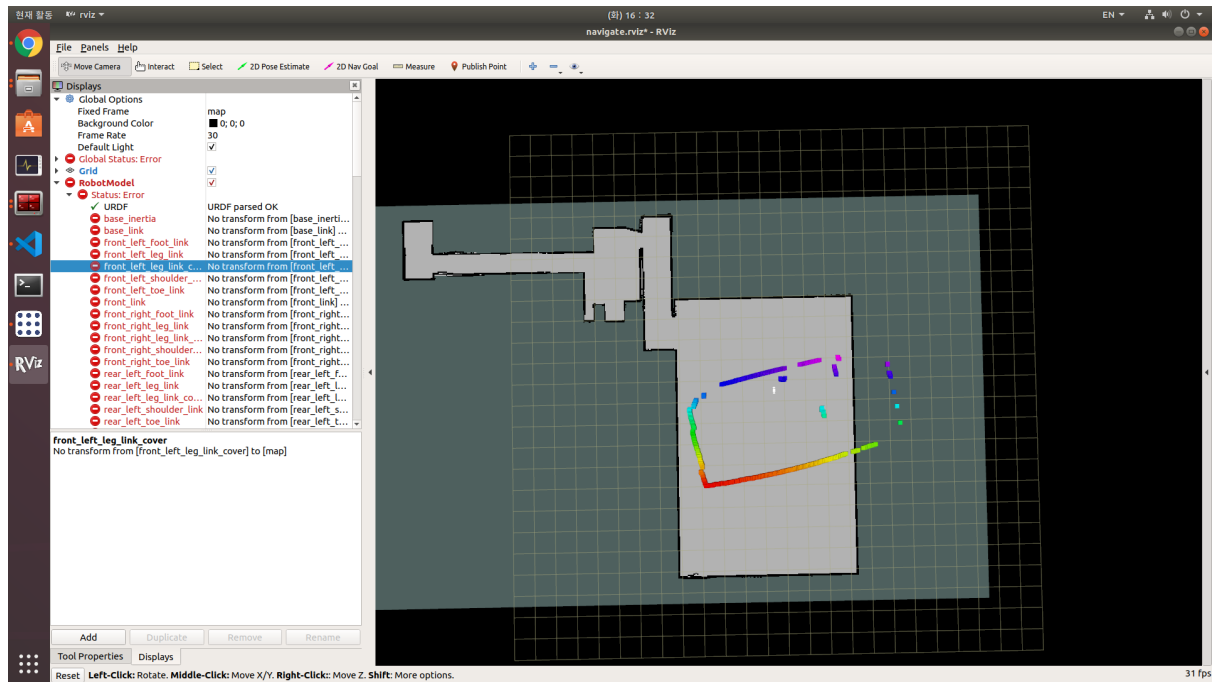 현재 활동 rviz ▾ (화) 16 : 32 EN ▾
navigate.rviz* - RViz
File Panels Help
Move Camera Interact Select 2D Pose Estimate 2D Nav Goal Measure Publish Point
Displays
Global Options
Fixed Frame map
Background Color 0; 0; 0
Frame Rate 30
Default Light ✓
Global Status: Error
Grid ✓
RobotModel ✓
Status: Error
✓ URDF URDF parsed OK
base_inertia No transform from [base_inerti...
base_link No transform from [base_link] ...
front_left_foot_link No transform from [front_left_...
front_left_leg_link No transform from [front_left_...
front_left_leg_link_c... No transform from [front_left_...
front_left_shoulder_... No transform from [front_left_...
front_left_toe_link No transform from [front_left_...
front_link No transform from [front_link] ...
front_right_foot_link No transform from [front_right...
front_right_leg_link No transform from [front_right...
front_right_leg_link_... No transform from [front_right...
front_right_shoulder... No transform from [front_right...
front_right_toe_link No transform from [front_right...
rear_left_foot_link No transform from [rear_left_f...
rear_left_leg_link No transform from [rear_left_l...
rear_left_leg_link_co... No transform from [rear_left_l...
rear_left_shoulder_link No transform from [rear_left_s...
rear_left_toe_link No transform from [rear_left_t...
front_left_leg_link_cover
No transform from [front_left_leg_link_cover] to [map]
Add Duplicate Remove Rename
Tool Properties Displays
Reset Left-Click: Rotate. Middle-Click: Move X/Y. Right-Click:: Move Z. Shift: More options. 31 fps
RViz